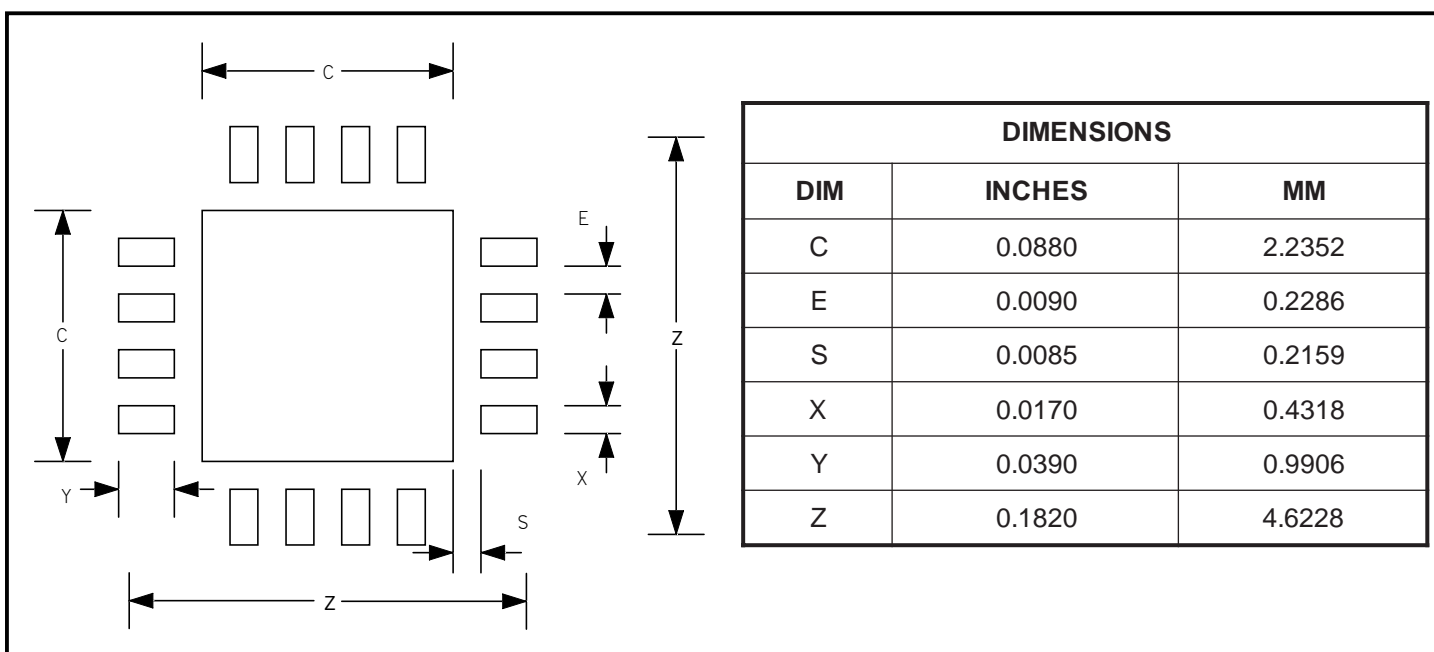 C
E
C
Z
X
Y
S
Z
DIMENSIONS
DIM INCHES MM
C 0.0880 2.2352
E 0.0090 0.2286
S 0.0085 0.2159
X 0.0170 0.4318
Y 0.0390 0.9906
Z 0.1820 4.6228